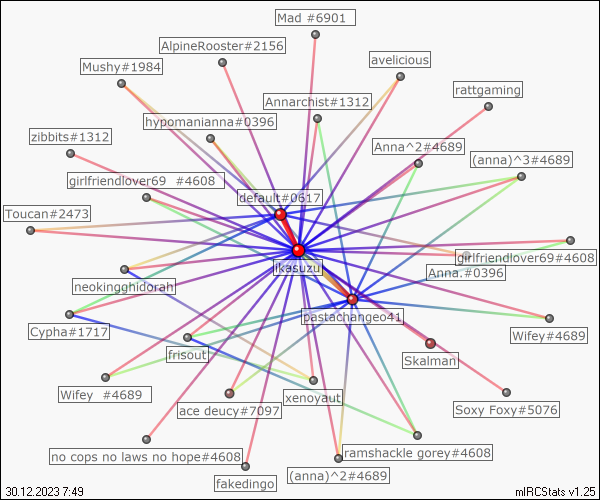 Mad #6901
AlpineRooster#2156
avelicious
Mushy#1984
rattgaming
Annarchist#1312
hypomanianna#0396
zibbits#1312
Anna^2#4689
(anna)^3#4689
girlfriendlover69 #4608
default#0617
Toucan#2473
girlfriendlover69#4608
ikasuzu
Anna.#0396
neokingghidorah
pastachangeo41
Cypha#1717
Wifey#4689
frisout
Skalman
Wifey #4689
xenoyaut
ace deucy#7097
Soxy Foxy#5076
no cops no laws no hope#4608
ramshackle gorey#4608
(anna)^2#4689
fakedingo
30.12.2023 7:49
mIRCStats v1.25